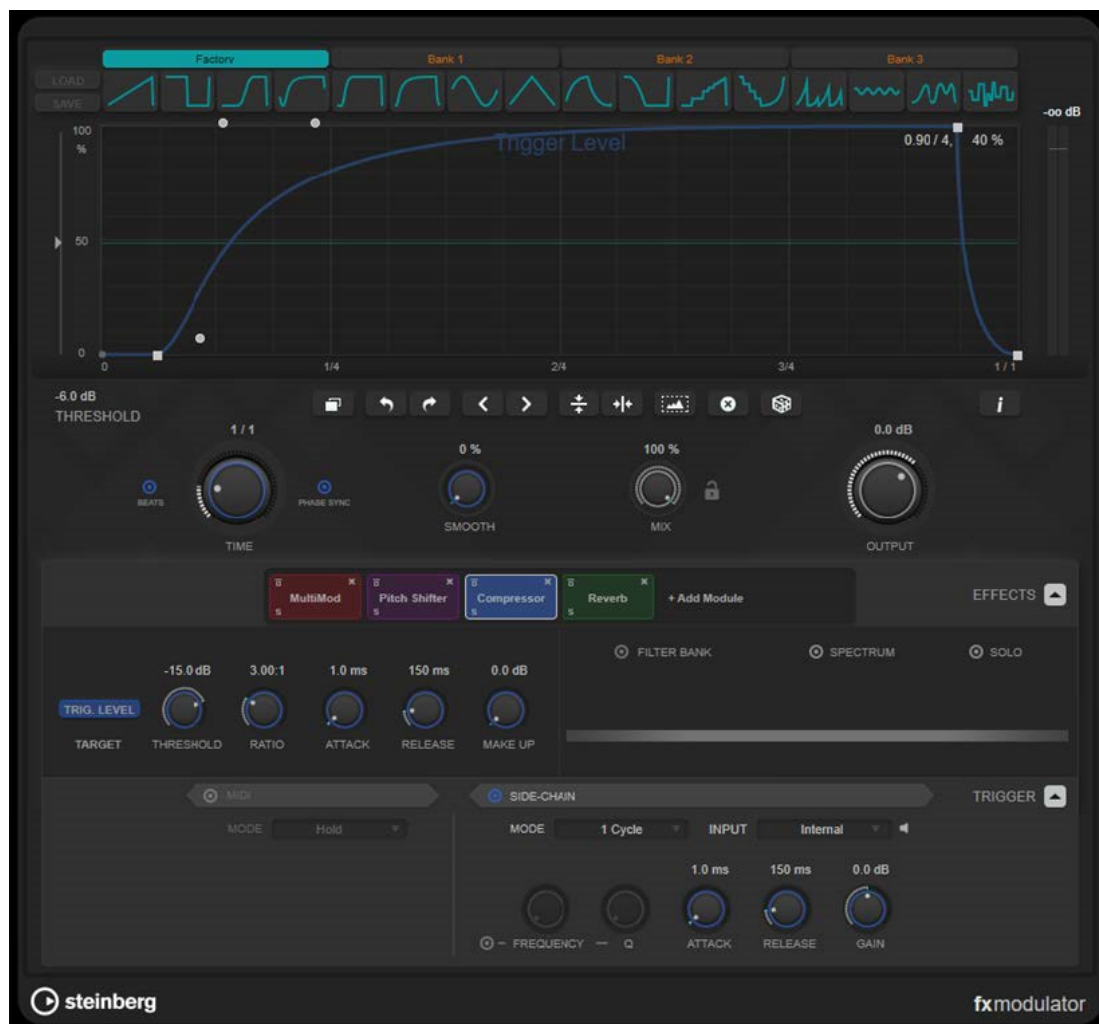 Factory Bank 1 Bank 2 Bank 3
LOAD
SAVE
-oo dB
100
%
Trigger Level
0.90 / 4, 40 %
50
0
0 1/4 2/4 3/4 1/1
-6.0 dB
THRESHOLD
i
1 / 1
0 %
100 %
0.0 dB
BEATS
PHASE SYNC
SMOOTH
MIX
TIME
OUTPUT
MultiMod
S
Pitch Shifter
S
Compressor
S
Reverb
S
+ Add Module
EFFECTS
FILTER BANK SPECTRUM SOLO
-15.0 dB 3.00:1 1.0 ms 150 ms 0.0 dB
TRIG. LEVEL
TARGET THRESHOLD RATIO ATTACK RELEASE MAKE UP
MIDI
SIDE-CHAIN
TRIGGER
MODE Hold
MODE 1 Cycle INPUT Internal
1.0 ms 150 ms 0.0 dB
FREQUENCY Q ATTACK RELEASE GAIN
steinberg
fxmodulator